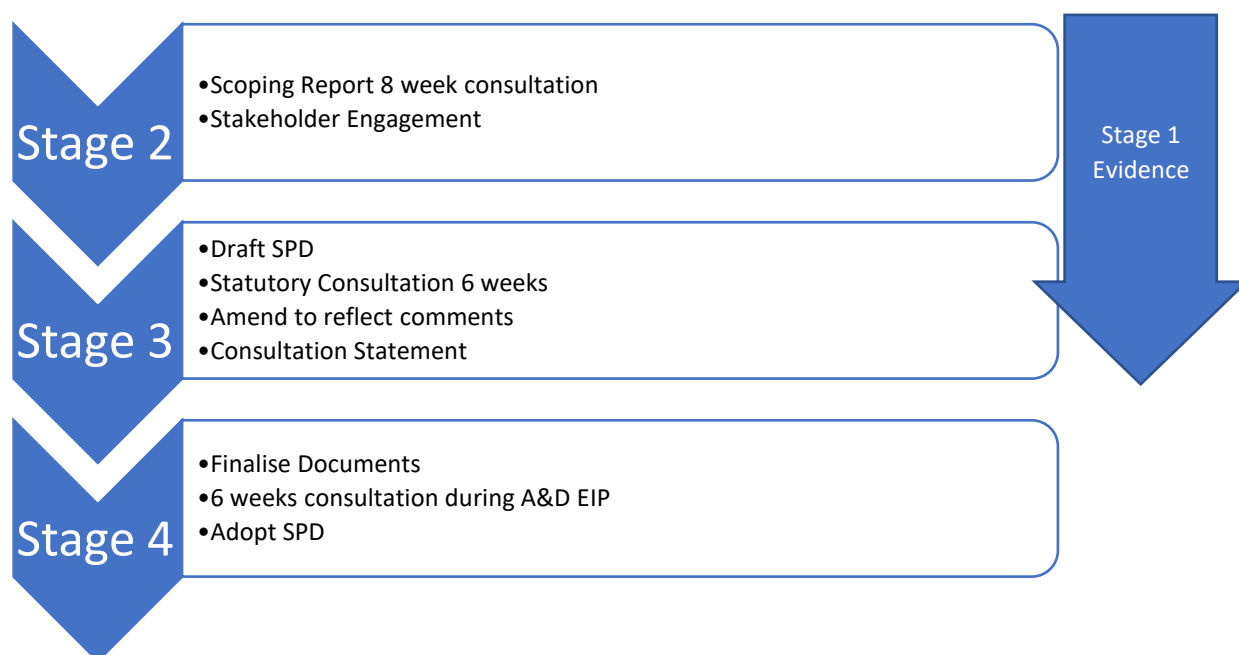 Stage 2
•Scoping Report 8 week consultation
•Stakeholder Engagement
Stage 1
Evidence
Stage 3
•Draft SPD
•Statutory Consultation 6 weeks
•Amend to reflect comments
•Consultation Statement
Stage 4
•Finalise Documents
•6 weeks consultation during A&D EIP
•Adopt SPD